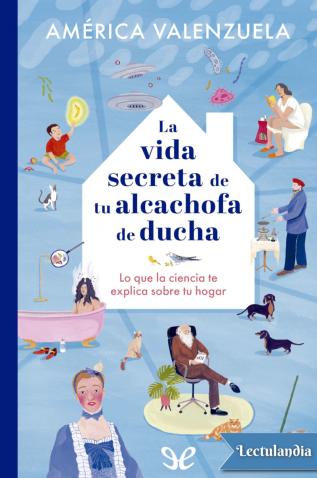 AMÉRICA VALENZUELA
La
vida
secreta de
tu alcachofa
de ducha
Lo que la ciencia te
explica sobre tu hogar
Lectulandia